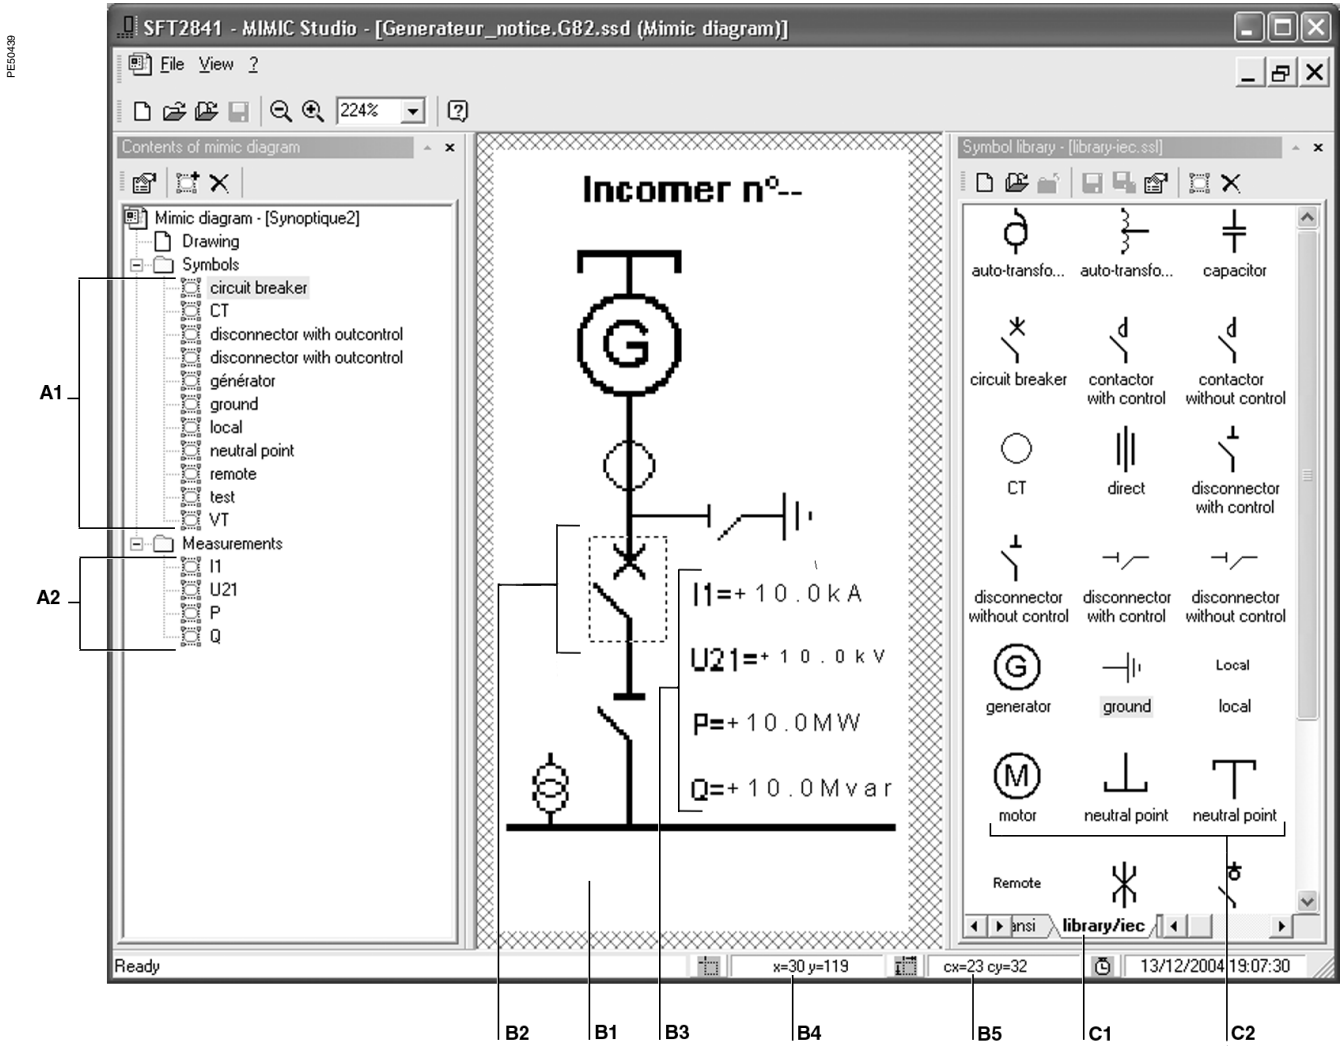 PE50439
SFT2841 - MIMIC Studio - [Generateur_notice.G82.ssd (Mimic diagram)]
File View ?
224%
Contents of mimic diagram
Mimic diagram - [Synoptique2]
Drawing
Symbols
circuit breaker
CT
disconnector with outcontrol
disconnector with outcontrol
générator
ground
local
neutral point
remote
test
VT
Measurements
I1
U21
P
Q
A1
A2
Incomer n°--
G
I1=+10.0kA
U21=+10.0kV
P=+10.0MW
Q=+10.0Mvar
Symbol library - [library-iec.ssl]
auto-transfo... auto-transfo... capacitor
circuit breaker contactor with control contactor without control
CT direct disconnector with control
disconnector without control disconnector with control disconnector without control
G Local
generator ground local
M
motor neutral point neutral point
Remote
ansi library/iec
Ready x=30 y=119 cx=23 cy=32 13/12/2004 19:07:30
B2 B1 B3 B4 B5 C1 C2